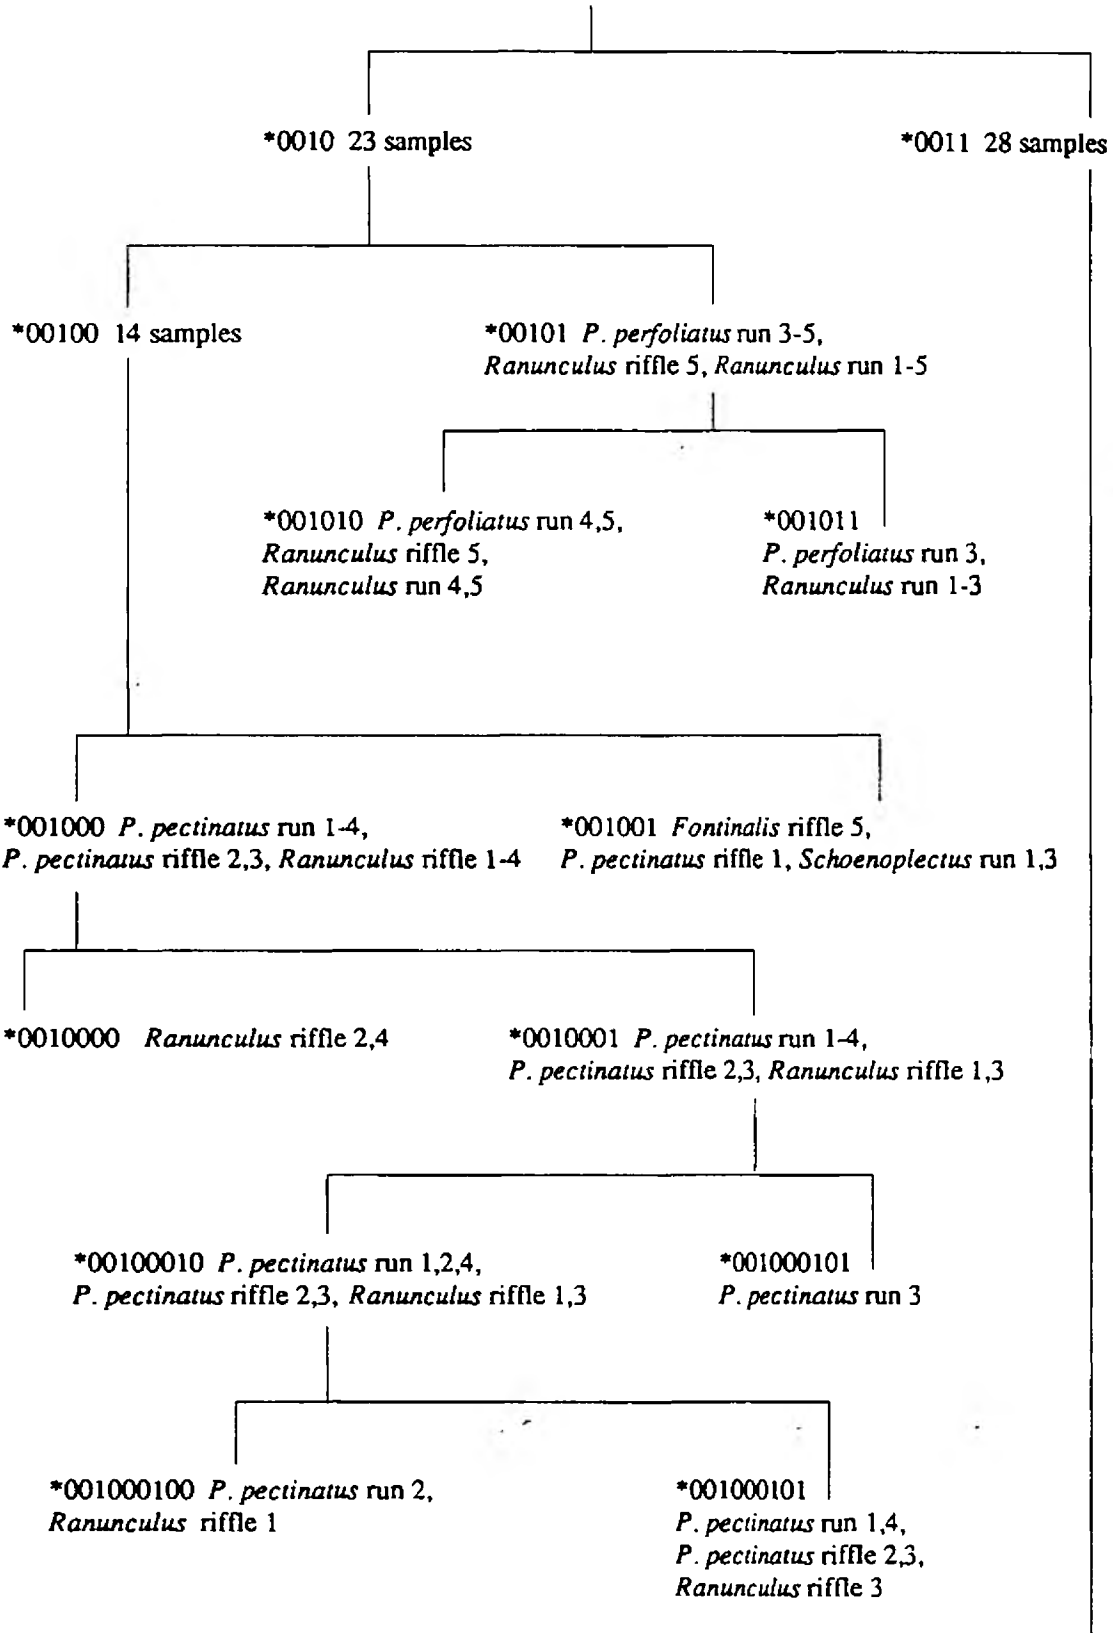 *0010 23 samples
*0011 28 samples
*00100 14 samples
*00101 P. perfoliatus run 3-5,
Ranunculus riffle 5, Ranunculus run 1-5
*001010 P. perfoliatus run 4,5,
Ranunculus riffle 5,
Ranunculus run 4,5
*001011
P. perfoliatus run 3,
Ranunculus run 1-3
*001000 P. pectinatus run 1-4,
P. pectinatus riffle 2,3, Ranunculus riffle 1-4
*001001 Fontinalis riffle 5,
P. pectinatus riffle 1, Schoenoplectus run 1,3
*0010000 Ranunculus riffle 2,4
*0010001 P. pectinatus run 1-4,
P. pectinatus riffle 2,3, Ranunculus riffle 1,3
*00100010 P. pectinatus run 1,2,4,
P. pectinatus riffle 2,3, Ranunculus riffle 1,3
*001000101
P. pectinatus run 3
*001000100 P. pectinatus run 2,
Ranunculus riffle 1
*001000101
P. pectinatus run 1,4,
P. pectinatus riffle 2,3,
Ranunculus riffle 3